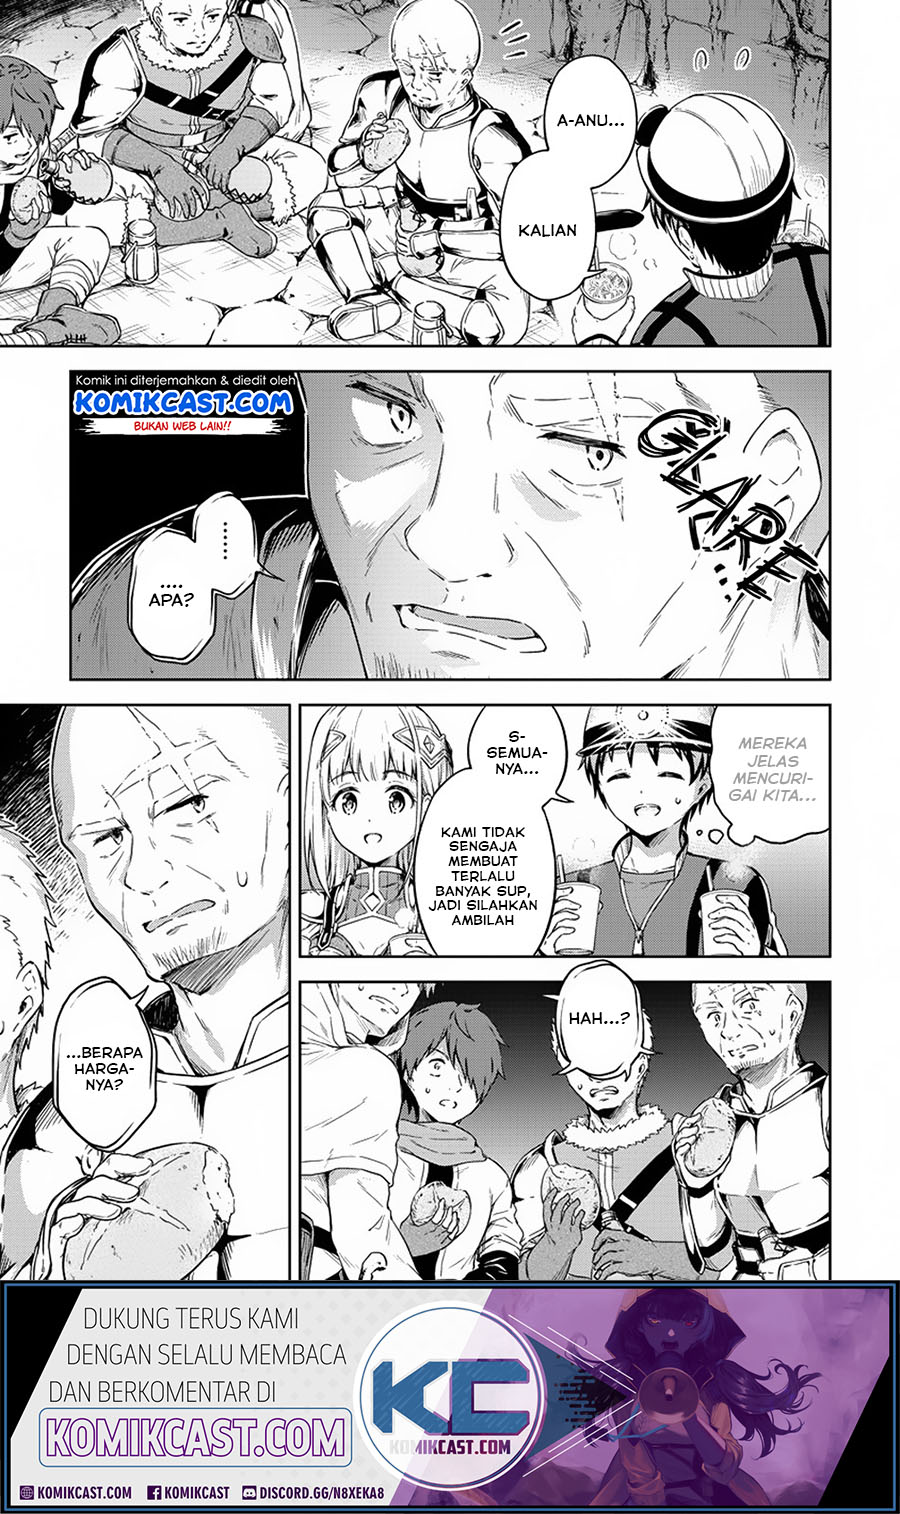 A-ANU...
KALIAN
Komik ini diterjemahkan & diedit oleh
KOMIKCAST.COM
BUKAN WEB LAIN!!
GLARE
......
....
APA?
MEREKA
JELAS
MENCURI-
GAI KITA...
S-
SEMUA-
NYA...
KAMI TIDAK
SENGAJA
MEMBUAT
TERLALU
BANYAK SUP,
JADI SILAHKAN
AMBILAH
HAH...?
...BERAPA
HARGA-
NYA?
DUKUNG TERUS KAMI
DENGAN SELALU MEMBACA
DAN BERKOMENTAR DI
KOMIKCAST.COM
KC
KOMIKCAST.COM
KOMIKCAST.COM
KOMIKCAST
DISCORD.GG/N8XEKA8